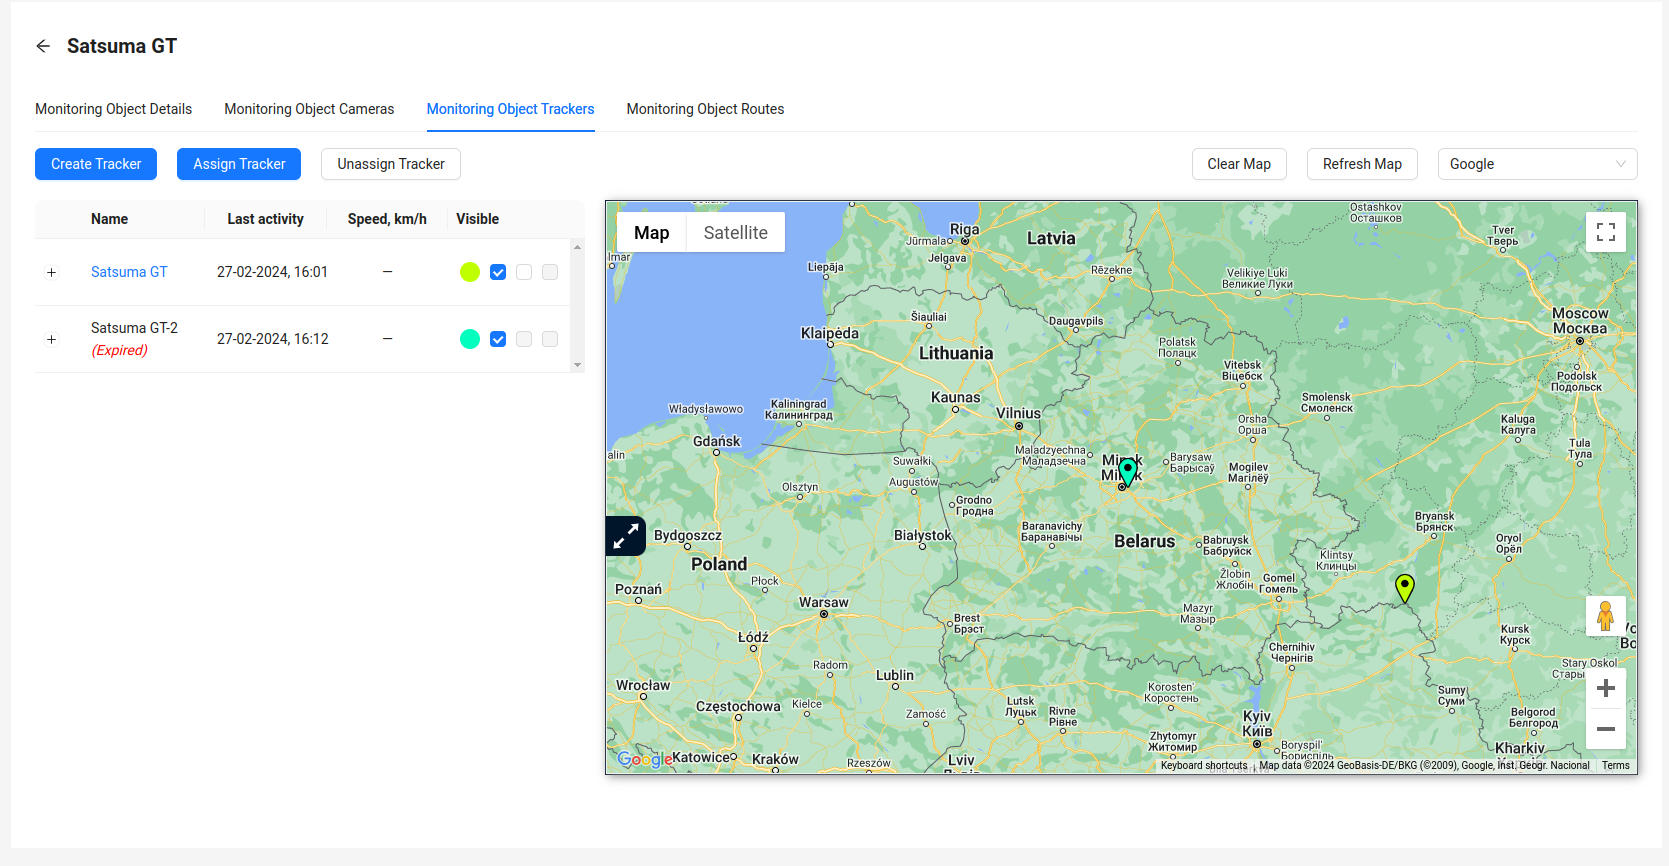 Satsuma GT
Monitoring Object Details
Monitoring Object Cameras
Monitoring Object Trackers
Monitoring Object Routes
Create Tracker
Assign Tracker
Unassign Tracker
Clear Map
Refresh Map
Google
Name
Last activity
Speed, km/h
Visible
Satsuma GT
27-02-2024, 16:01
—
Satsuma GT-2
(Expired)
27-02-2024, 16:12
—
Map
Satellite
Riga
Jūrmala
Jelgava
Latvia
Liepāja
Rēzekne
Ostashkov
Осташков
Tver
Тверь
Velikiye Luki
Великие Луки
Moscow
Москва
Šiauliai
Klaipėda
Daugavpils
Lithuania
Polatsk
Полацк
Vitebsk
Віцебск
Podolsk
Подольск
Kaunas
Vilnius
Smolensk
Смоленск
Kaliningrad
Калининград
Władysławowo
Gdańsk
Orsha
Орша
Kaluga
Калуга
Tula
Тула
Maladzyechna
Маладзечна
Barysaw
Барысаў
Mogilev
Магілёў
Suwałki
Augustów
Olsztyn
Grodno
Гродна
Bryansk
Брянск
Baranavichy
Баранавічы
Belarus
Babruysk
Бабруйск
Oryol
Орёл
Klintsy
Клинцы
Bydgoszcz
Białystok
Poland
Płock
Žlobin
Жлобін
Gomel
Гомель
Poznań
Warsaw
Mazyr
Мазыр
Brest
Брэст
Kursk
Курск
Łódź
Chernihiv
Чернігів
Radom
Lublin
Stary Oskol
Wrocław
Częstochowa
Kielce
Zamość
Korosten'
Коростень
Sumy
Суми
Lutsk
Луцьк
Rivne
Рівне
Kyiv
Київ
Belgorod
Белгород
Zhytomyr
Житомир
Boryspil'
Бориспіль
Kharkiv
Google
Katowice
Kraków
Rzeszów
Lviv
Keyboard shortcuts
Map data ©2024 GeoBasis-DE/BKG (©2009), Google, Inst. Geogr. Nacional
Terms